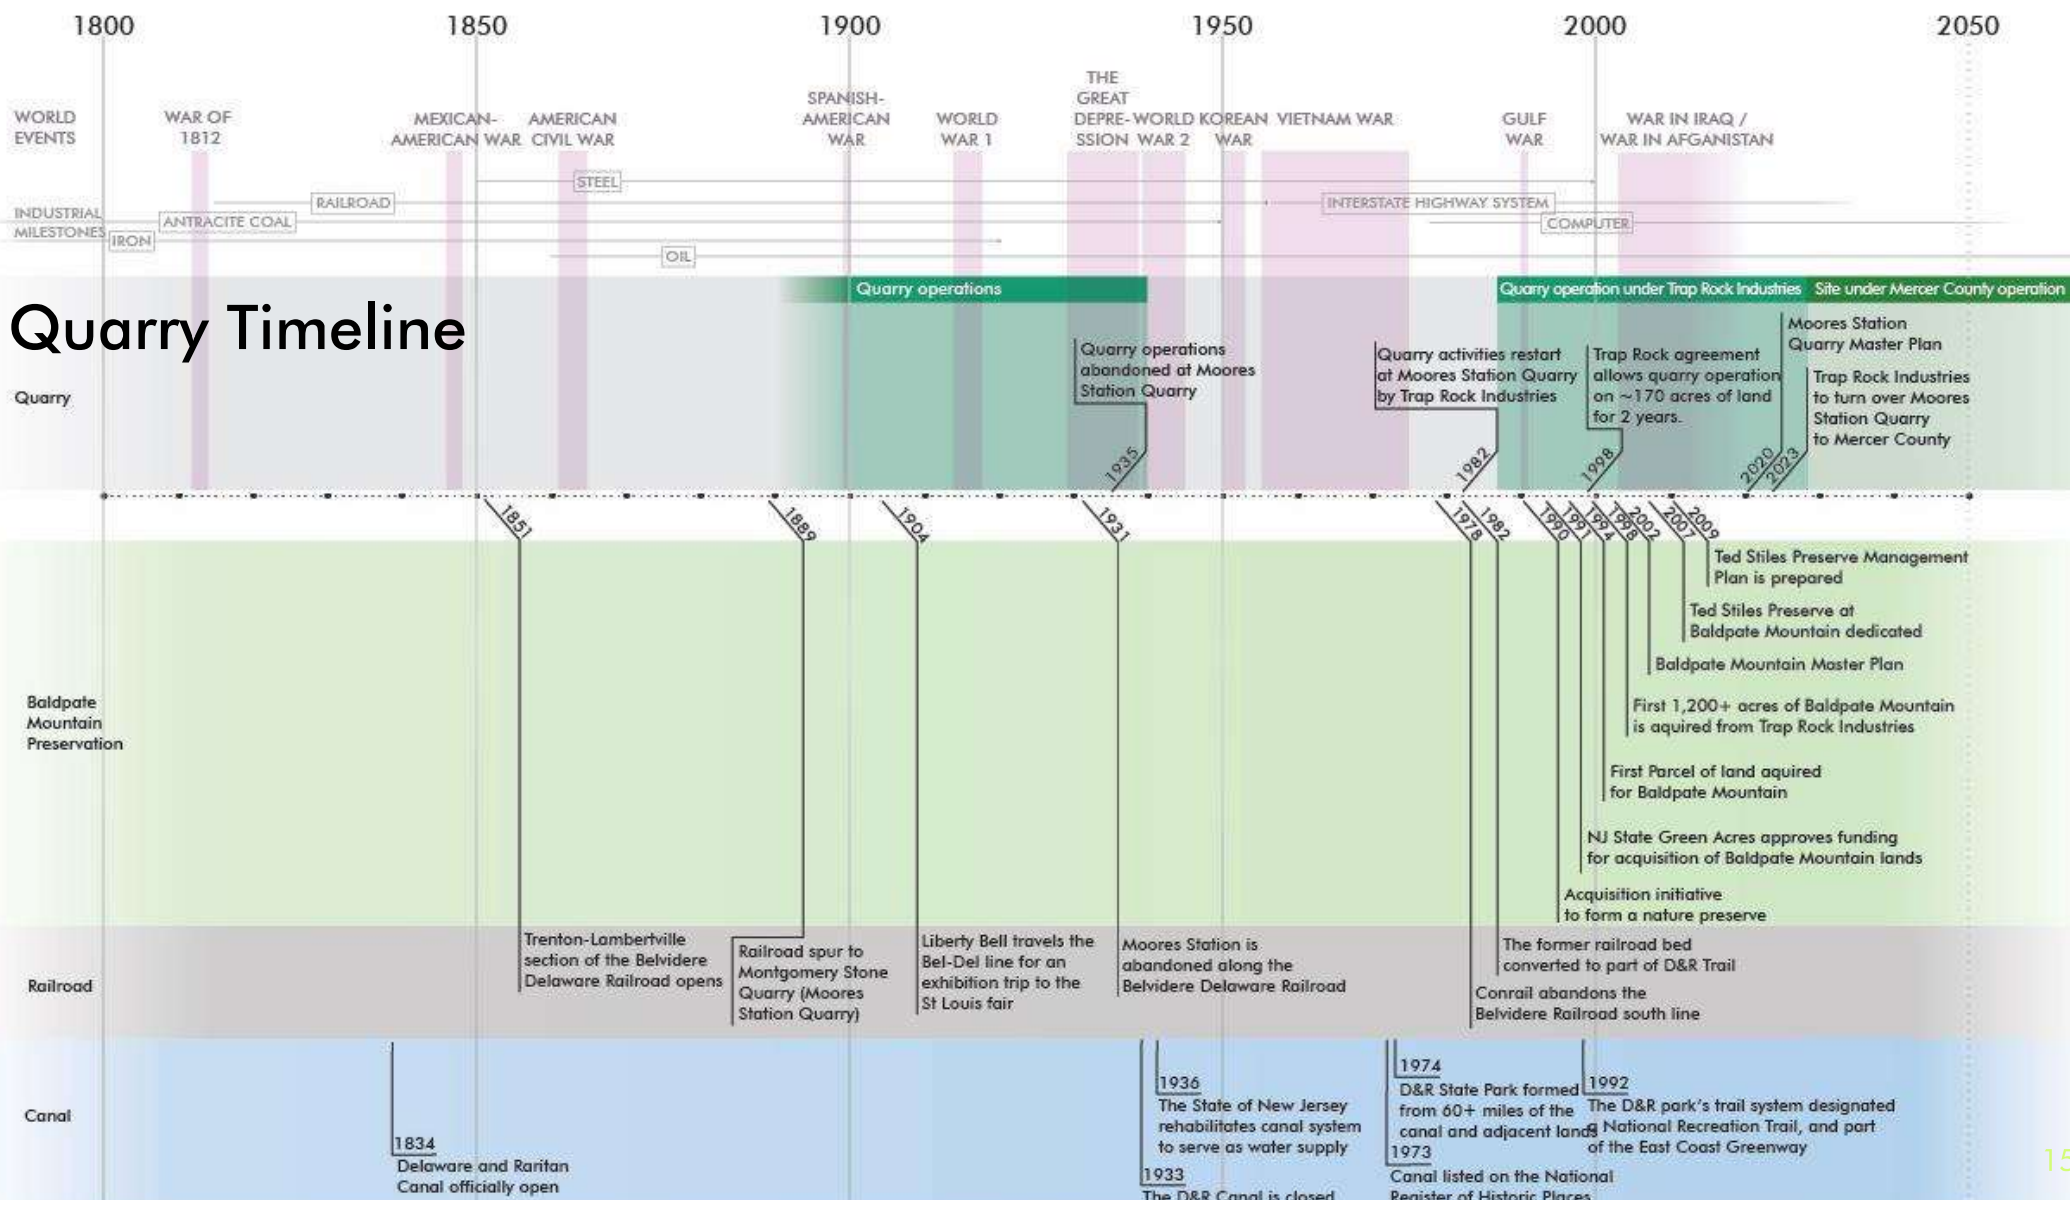 1800 1850 1900 1950 2000 2050
WORLD
EVENTS
WAR OF
1812
MEXICAN-
AMERICAN WAR
AMERICAN
CIVIL WAR
SPANISH-
AMERICAN
WAR
WORLD
WAR 1
THE
GREAT
DEPRE-
SSION
WORLD
WAR 2
KOREAN
WAR
VIETNAM WAR
GULF
WAR
WAR IN IRAQ /
WAR IN AFGANISTAN
INDUSTRIAL
MILESTONES
STEEL
RAILROAD
INTERSTATE HIGHWAY SYSTEM
ANTRACITE COAL
COMPUTER
IRON
OIL
Quarry operations
Quarry operation under Trap Rock Industries
Site under Mercer County operation
Quarry Timeline
Quarry
Quarry operations
abandoned at Moores
Station Quarry
1935
Quarry activities restart
at Moores Station Quarry
by Trap Rock Industries
1982
Trap Rock agreement
allows quarry operation
on ~170 acres of land
for 2 years.
1998
Moores Station
Quarry Master Plan
2020
Trap Rock Industries
to turn over Moores
Station Quarry
to Mercer County
2023
1851
1889
1904
1931
1978
1982
1990
1991
1994
1998
2002
2007
2009
Baldpate
Mountain
Preservation
Ted Stiles Preserve Management
Plan is prepared
Ted Stiles Preserve at
Baldpate Mountain dedicated
Baldpate Mountain Master Plan
First 1,200+ acres of Baldpate Mountain
is aquired from Trap Rock Industries
First Parcel of land aquired
for Baldpate Mountain
NJ State Green Acres approves funding
for acquisition of Baldpate Mountain lands
Acquisition initiative
to form a nature preserve
Railroad
Trenton-Lambertville
section of the Belvidere
Delaware Railroad opens
Railroad spur to
Montgomery Stone
Quarry (Moores
Station Quarry)
Liberty Bell travels the
Bel-Del line for an
exhibition trip to the
St Louis fair
Moores Station is
abandoned along the
Belvidere Delaware Railroad
The former railroad bed
converted to part of D&R Trail
Conrail abandons the
Belvidere Railroad south line
Canal
1834
Delaware and Raritan
Canal officially open
1936
The State of New Jersey
rehabilitates canal system
to serve as water supply
1933
The D&R Canal is closed
1974
D&R State Park formed
from 60+ miles of the
canal and adjacent lands
1973
Canal listed on the National
Register of Historic Places
1992
The D&R park's trail system designated
a National Recreation Trail, and part
of the East Coast Greenway
15